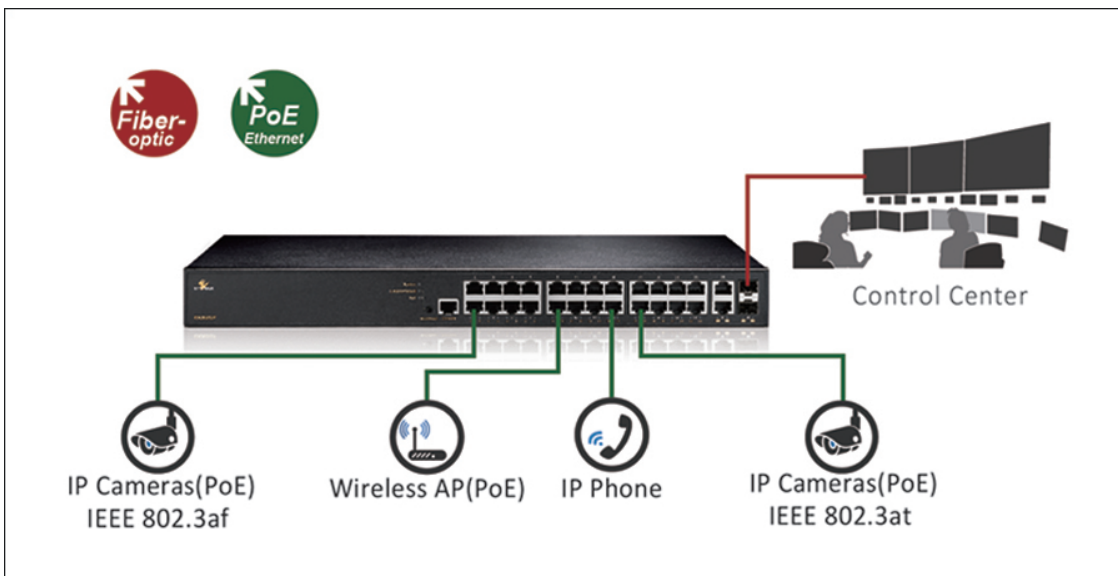 Fiber-
optic
PoE
Ethernet
Control Center
IP Cameras(PoE)
IEEE 802.3af
Wireless AP(PoE)
IP Phone
IP Cameras(PoE)
IEEE 802.3at